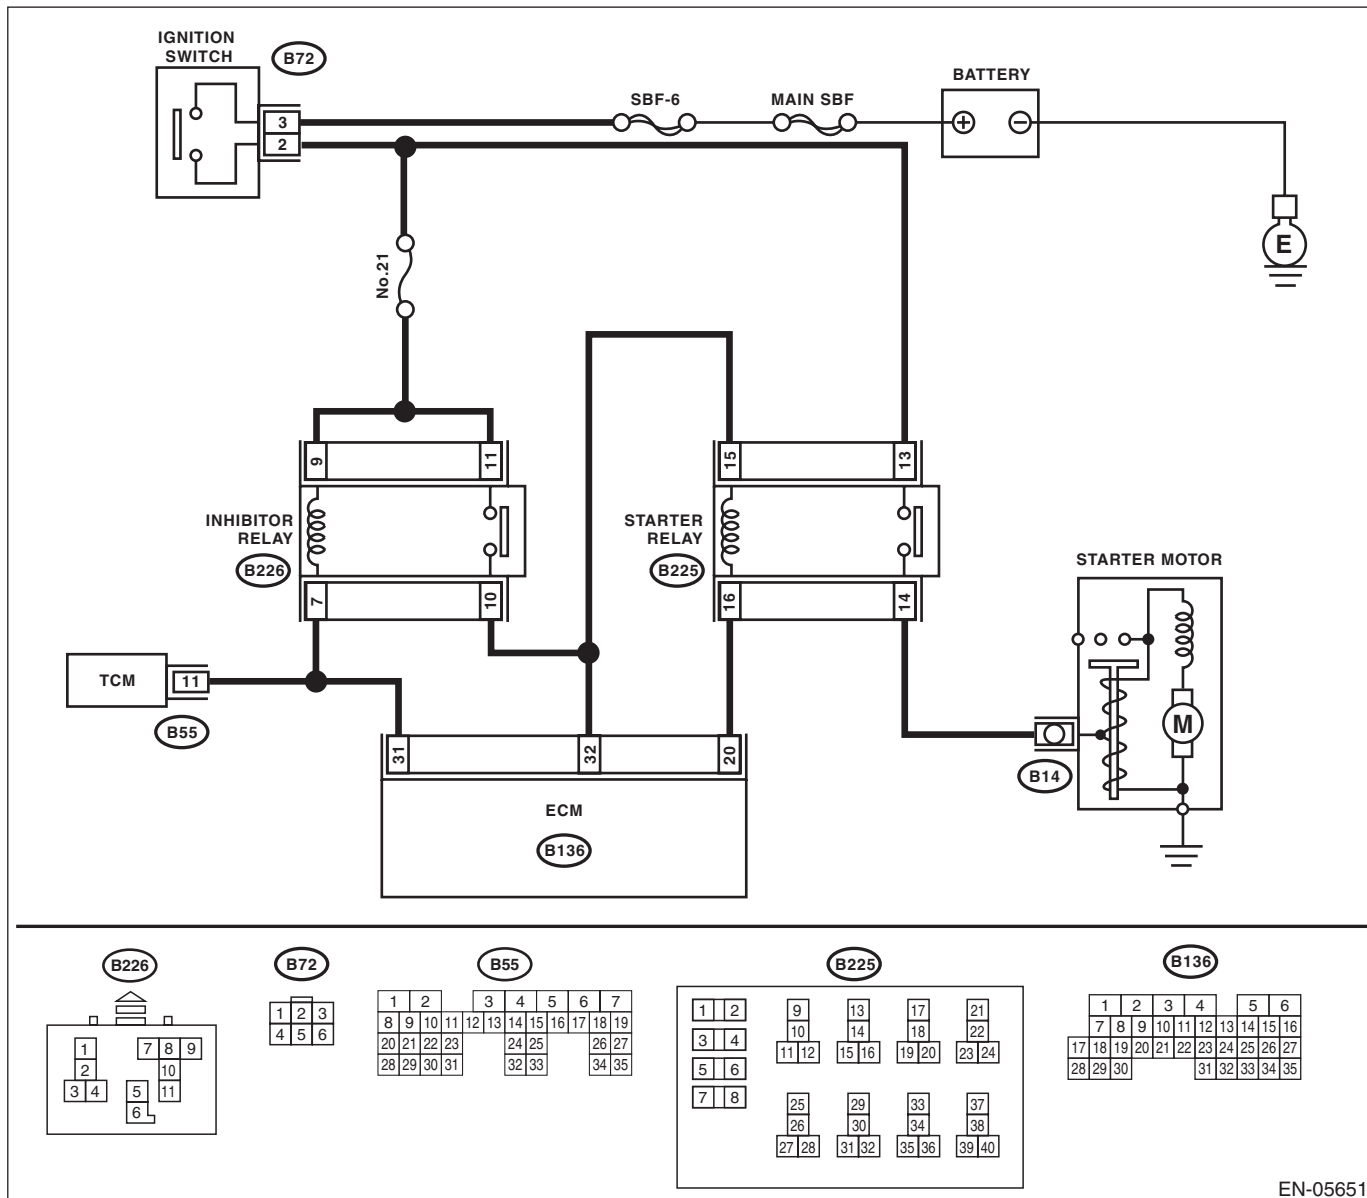 IGNITION
SWITCH
B72
3
2
SBF-6
MAIN SBF
BATTERY
+
−
E
No.21
9
11
15
13
INHIBITOR
RELAY
B226
STARTER
RELAY
B225
7
10
16
14
STARTER MOTOR
M
TCM
11
B55
B14
31
32
20
ECM
B136
B226
B72
B55
B225
B136
1
7 8 9
2
10
3 4
5
11
6
1 2 3
4 5 6
1 2 3 4 5 6 7
8 9 10 11 12 13 14 15 16 17 18 19
20 21 22 23 24 25 26 27
28 29 30 31 32 33 34 35
1 2
3 4
5 6
7 8
9 13 17 21
10 14 18 22
11 12 15 16 19 20 23 24
25 29 33 37
26 30 34 38
27 28 31 32 35 36 39 40
1 2 3 4 5 6
7 8 9 10 11 12 13 14 15 16
17 18 19 20 21 22 23 24 25 26 27
28 29 30 31 32 33 34 35
EN-05651